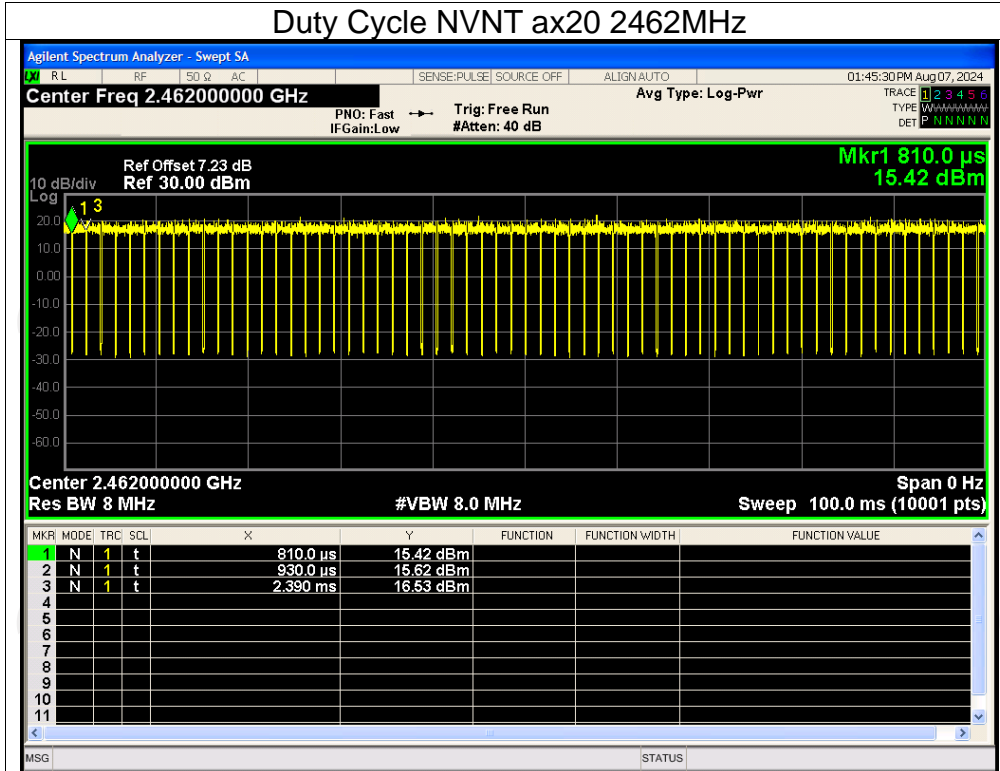 Duty Cycle NVNT ax20 2462MHz
Agilent Spectrum Analyzer - Swept SA
LXI RL RF 50 Ω AC SENSE:PULSE SOURCE OFF ALIGN AUTO 01:45:30 PM Aug 07, 2024
Center Freq 2.462000000 GHz Avg Type: Log-Pwr TRACE 1 2 3 4 5 6
PNO: Fast Trig: Free Run TYPE WWWWWWW
IFGain:Low #Atten: 40 dB DET P N N N N N
Mkr1 810.0 µs
Ref Offset 7.23 dB
10 dB/div Ref 30.00 dBm 15.42 dBm
Log
1 3
20.0
10.0
0.00
-10.0
-20.0
-30.0
-40.0
-50.0
-60.0
Center 2.462000000 GHz Span 0 Hz
Res BW 8 MHz #VBW 8.0 MHz Sweep 100.0 ms (10001 pts)
MKR MODE TRC SCL X Y FUNCTION FUNCTION WIDTH FUNCTION VALUE
1 N 1 t 810.0 µs 15.42 dBm
2 N 1 t 930.0 µs 15.62 dBm
3 N 1 t 2.390 ms 16.53 dBm
4
5
6
7
8
9
10
11
MSG STATUS